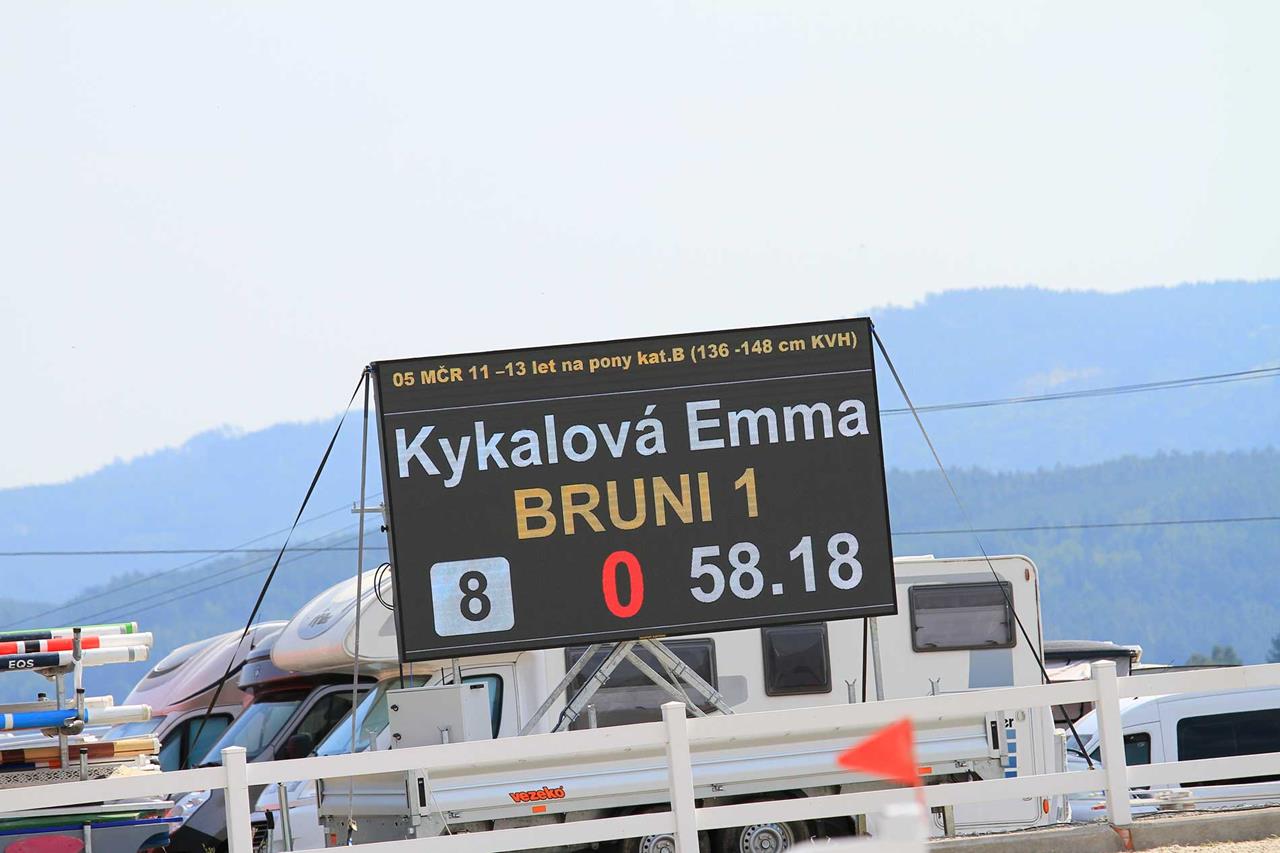 05 MČR 11 –13 let na pony kat.B (136 -148 cm KVH)
Kykalová Emma
BRUNI 1
8 0 58.18
EOS
vezeko